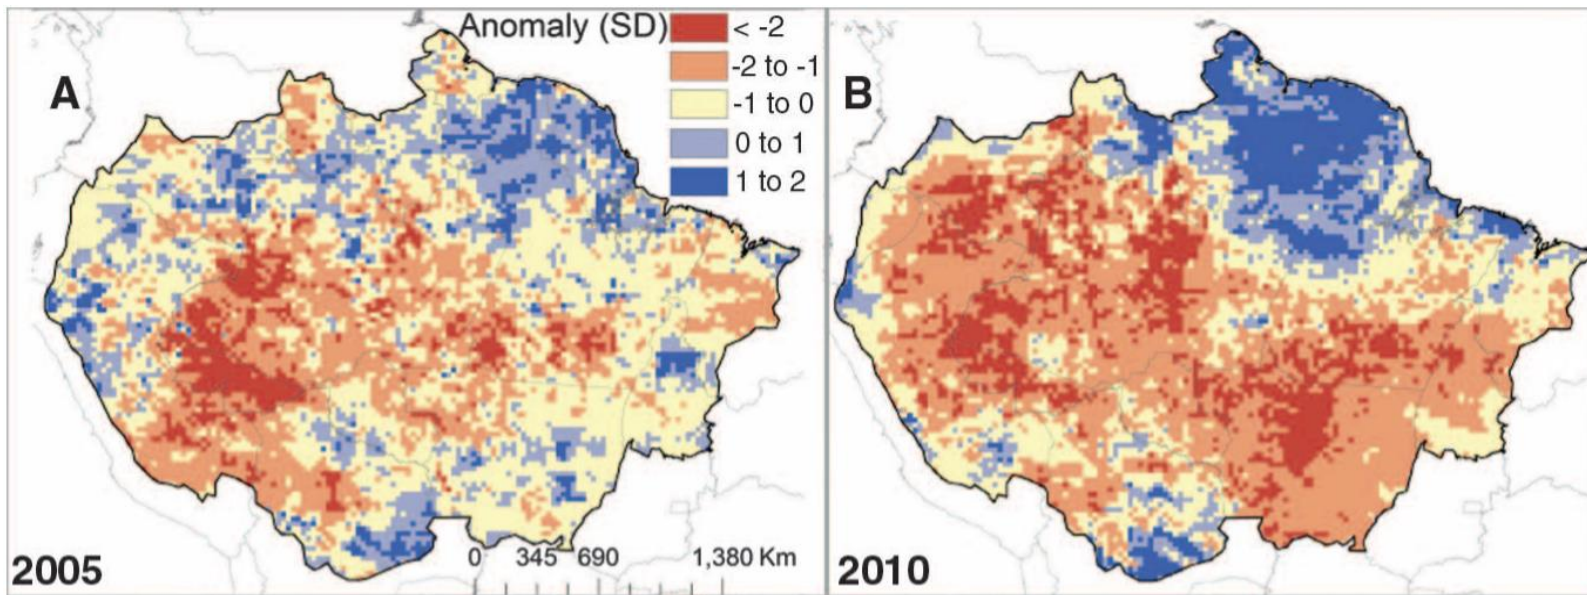 Anomaly (SD)
< -2
-2 to -1
-1 to 0
0 to 1
1 to 2
A
2005
0 345 690 1,380 Km
B
2010